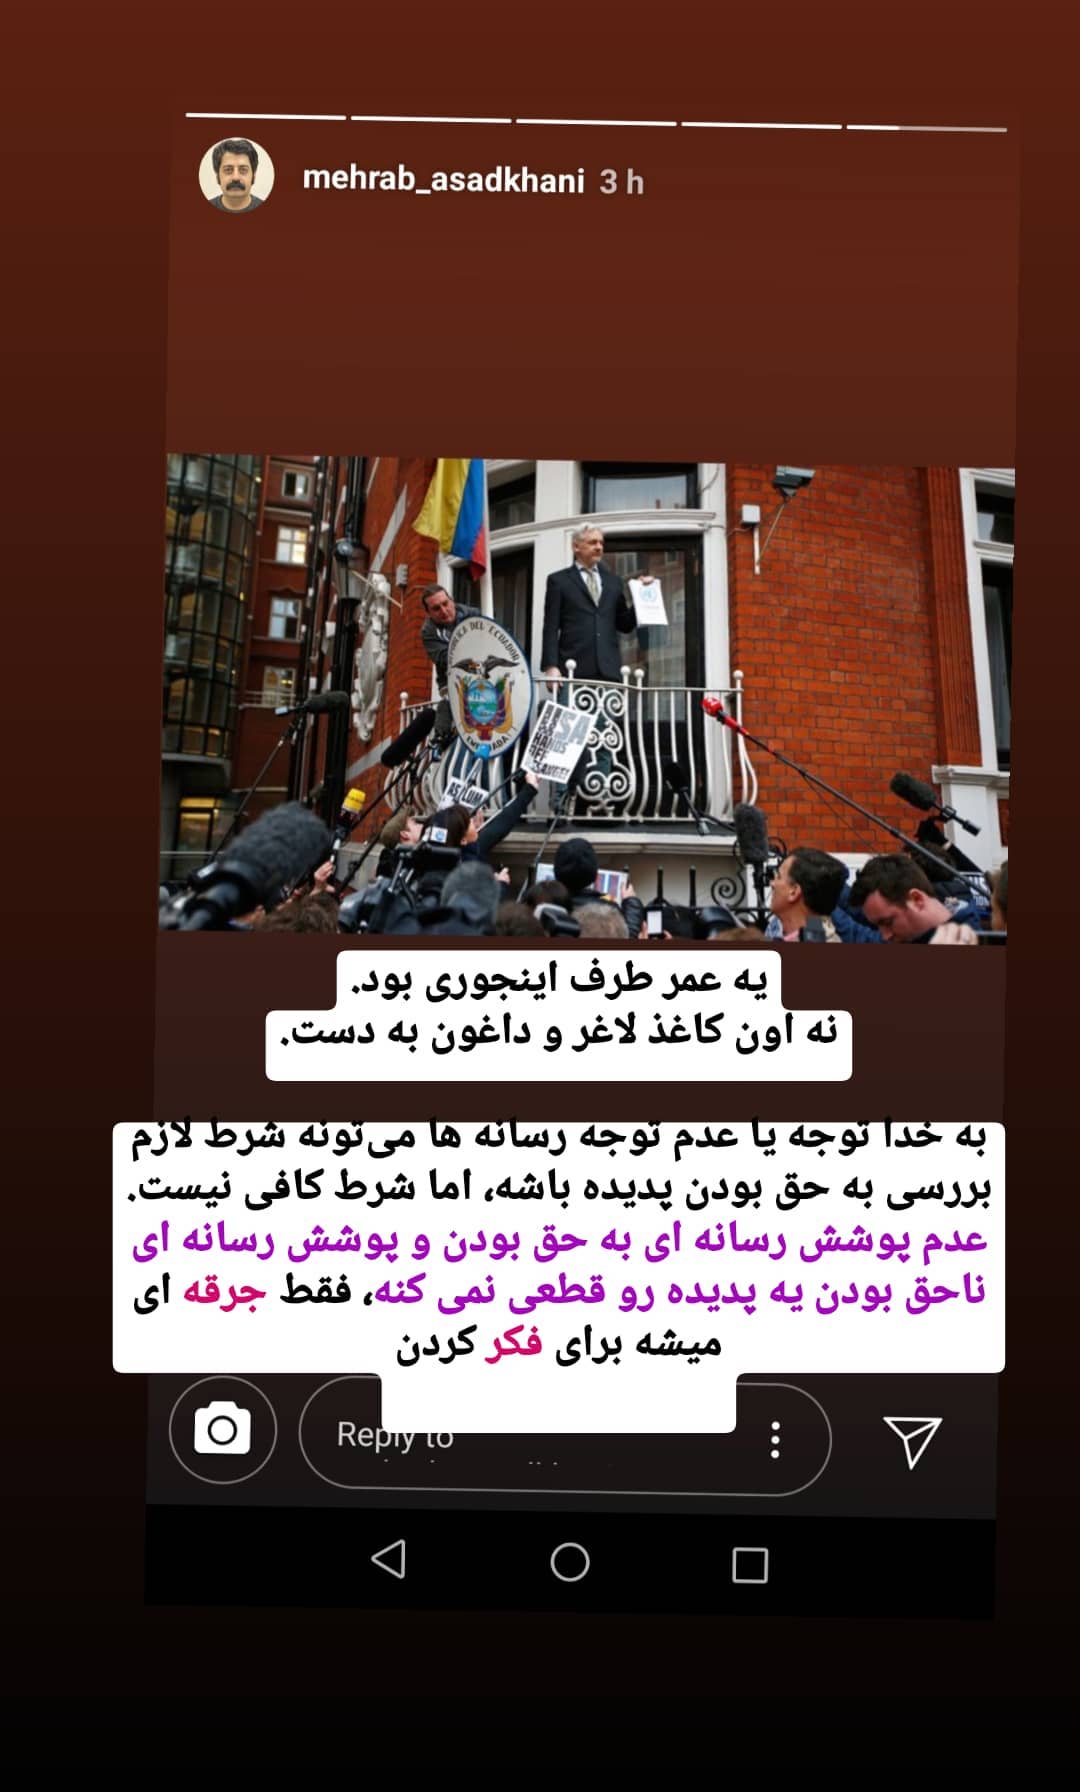 mehrab_asadkhani 3 h
REPUBLICA DEL ECUADOR
EMBAJADA
USA
HANDS
ASYLUM
یه عمر طرف اینجوری بود.
نه اون کاغذ لاغر و داغون به دست.
به خدا توجه یا عدم توجه رسانه ها می‌تونه شرط لازم
بررسی به حق بودن پدیده باشه، اما شرط کافی نیست.
عدم پوشش رسانه ای به حق بودن و پوشش رسانه ای
ناحق بودن یه پدیده رو قطعی نمی کنه، فقط جرقه ای
میشه برای فکر کردن
Reply to